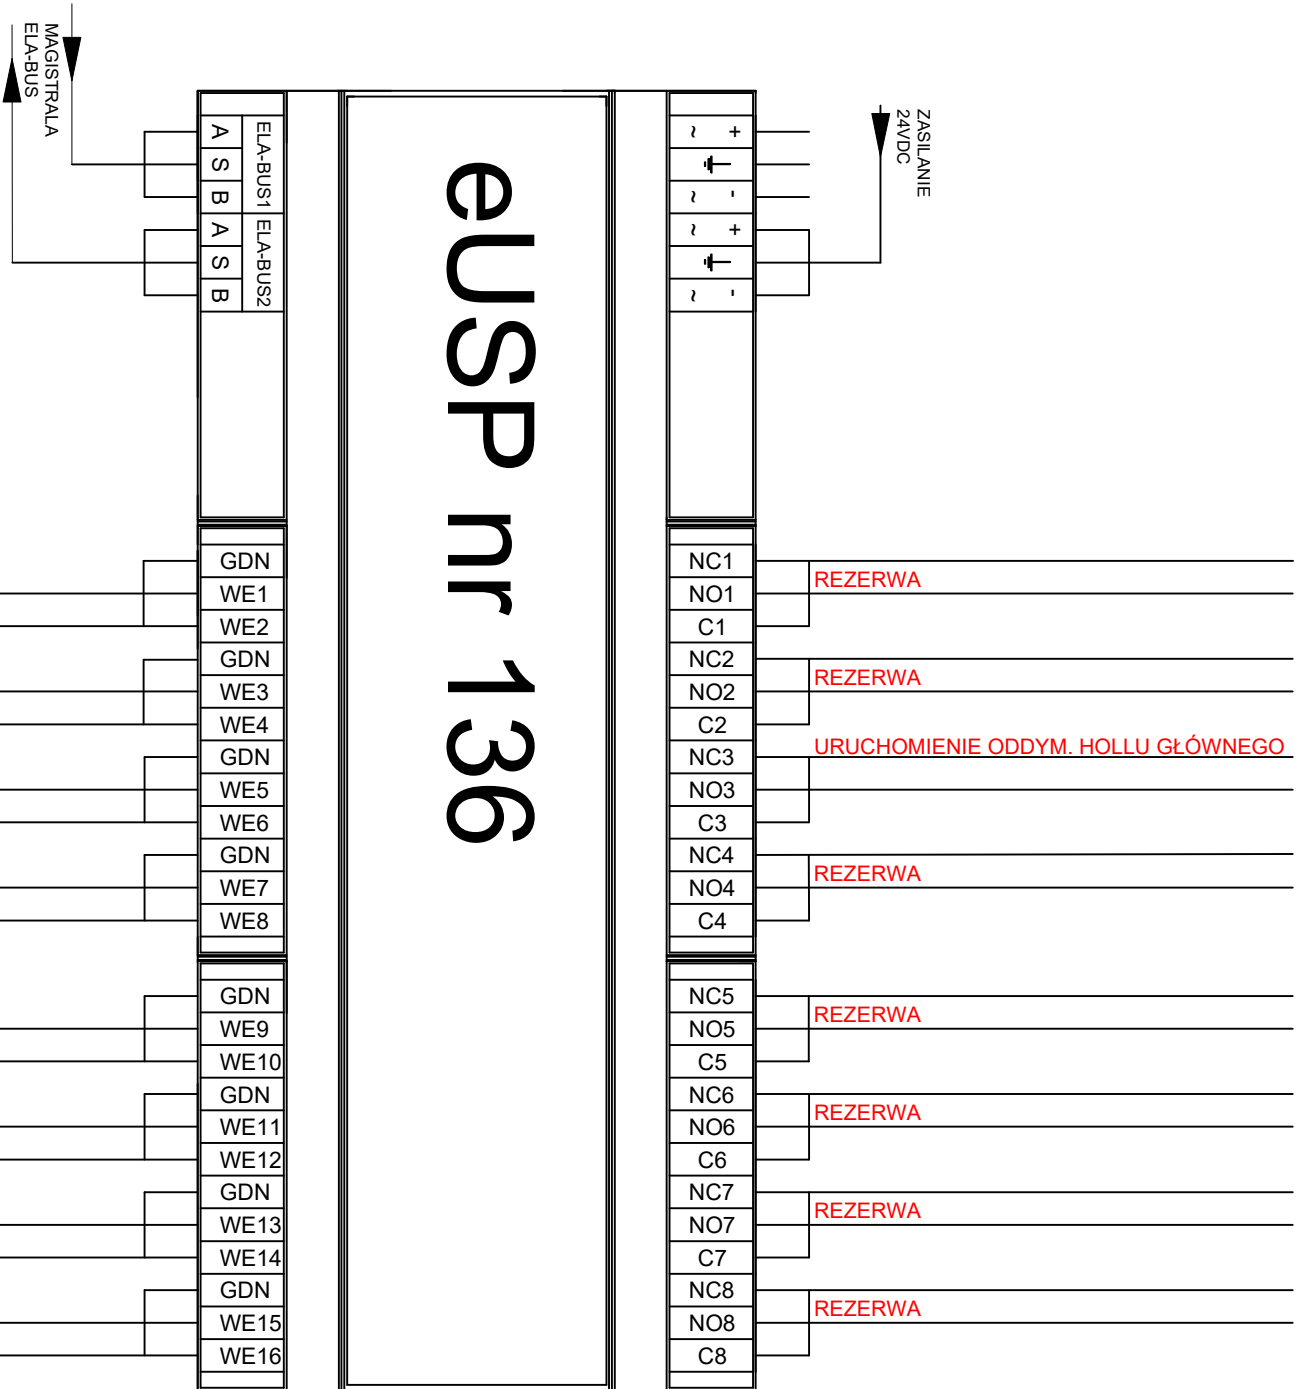 MAGISTRALA
ELA-BUS
ZASILANIE
24VDC
ELA-BUS1
A
S
B
ELA-BUS2
A
S
B
~ +
~ -
~ +
~ -
eUSP nr 136
GDN
WE1
WE2
GDN
WE3
WE4
GDN
WE5
WE6
GDN
WE7
WE8
GDN
WE9
WE10
GDN
WE11
WE12
GDN
WE13
WE14
GDN
WE15
WE16
NC1
REZERWA
NO1
C1
NC2
REZERWA
NO2
C2
URUCHOMIENIE ODDYM. HOLLU GŁÓWNEGO
NC3
NO3
C3
NC4
REZERWA
NO4
C4
NC5
REZERWA
NO5
C5
NC6
REZERWA
NO6
C6
NC7
REZERWA
NO7
C7
NC8
REZERWA
NO8
C8